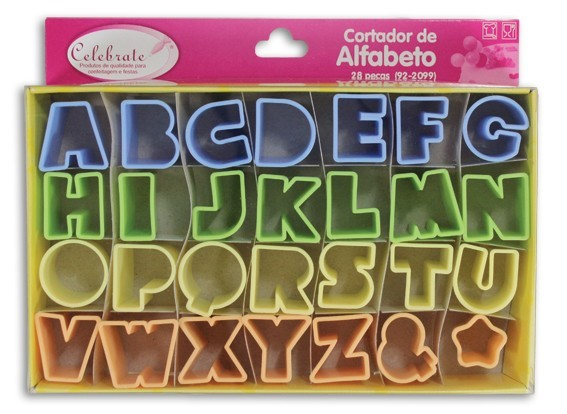 Celebrate
Produtos de qualidade para
confeitagem e festas
Cortador de
Alfabeto
28 peças (92-2099)
A B C D E F G
H I J K L M N
O P Q R S T U
V W X Y Z &